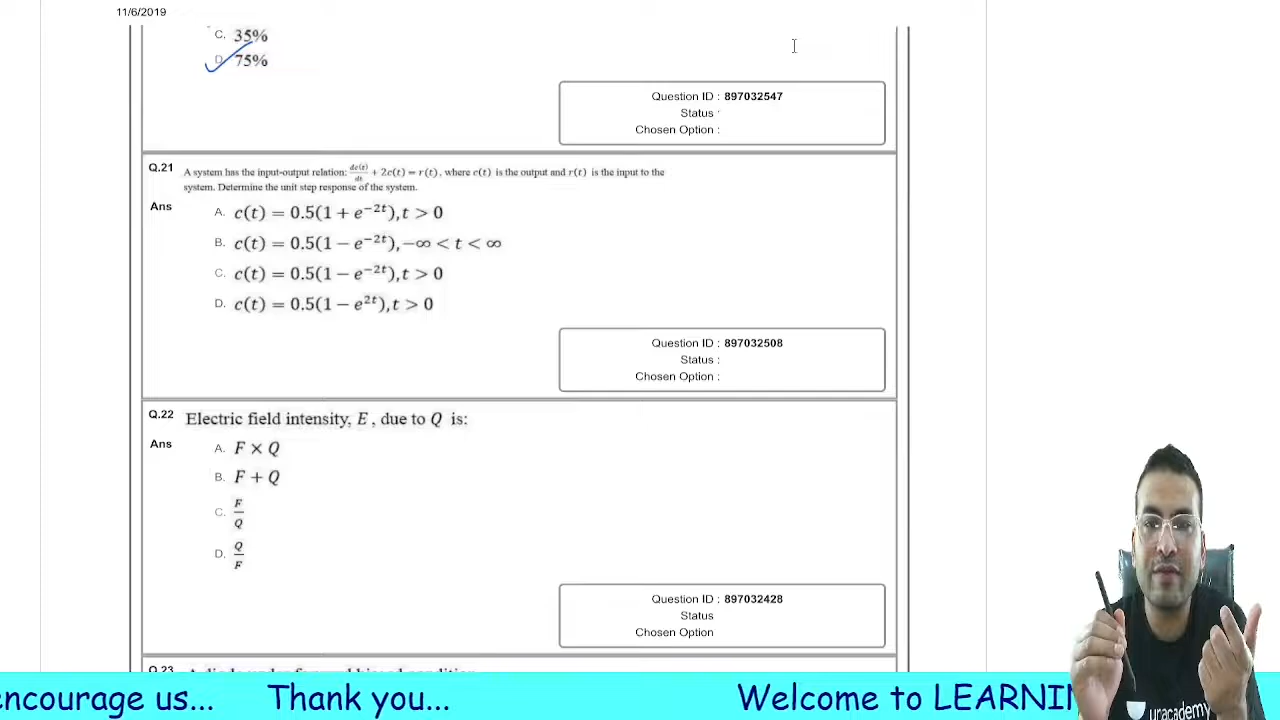 11/6/2019
C. 35%
D. 75%
Question ID : 897032547
Status
Chosen Option :
Q.21 A system has the input-output relation: dc(t)/dt + 2c(t) = r(t), where c(t) is the output and r(t) is the input to the
system. Determine the unit step response of the system.
Ans
A. c(t) = 0.5(1 + e^{-2t}), t > 0
B. c(t) = 0.5(1 − e^{-2t}), −∞ < t < ∞
C. c(t) = 0.5(1 − e^{-2t}), t > 0
D. c(t) = 0.5(1 − e^{2t}), t > 0
Question ID : 897032508
Status :
Chosen Option :
Q.22 Electric field intensity, E , due to Q is:
Ans
A. F × Q
B. F + Q
C. F/Q
D. Q/F
Question ID : 897032428
Status
Chosen Option
Q.23
encourage us... Thank you... Welcome to LEARNIN
unacademy